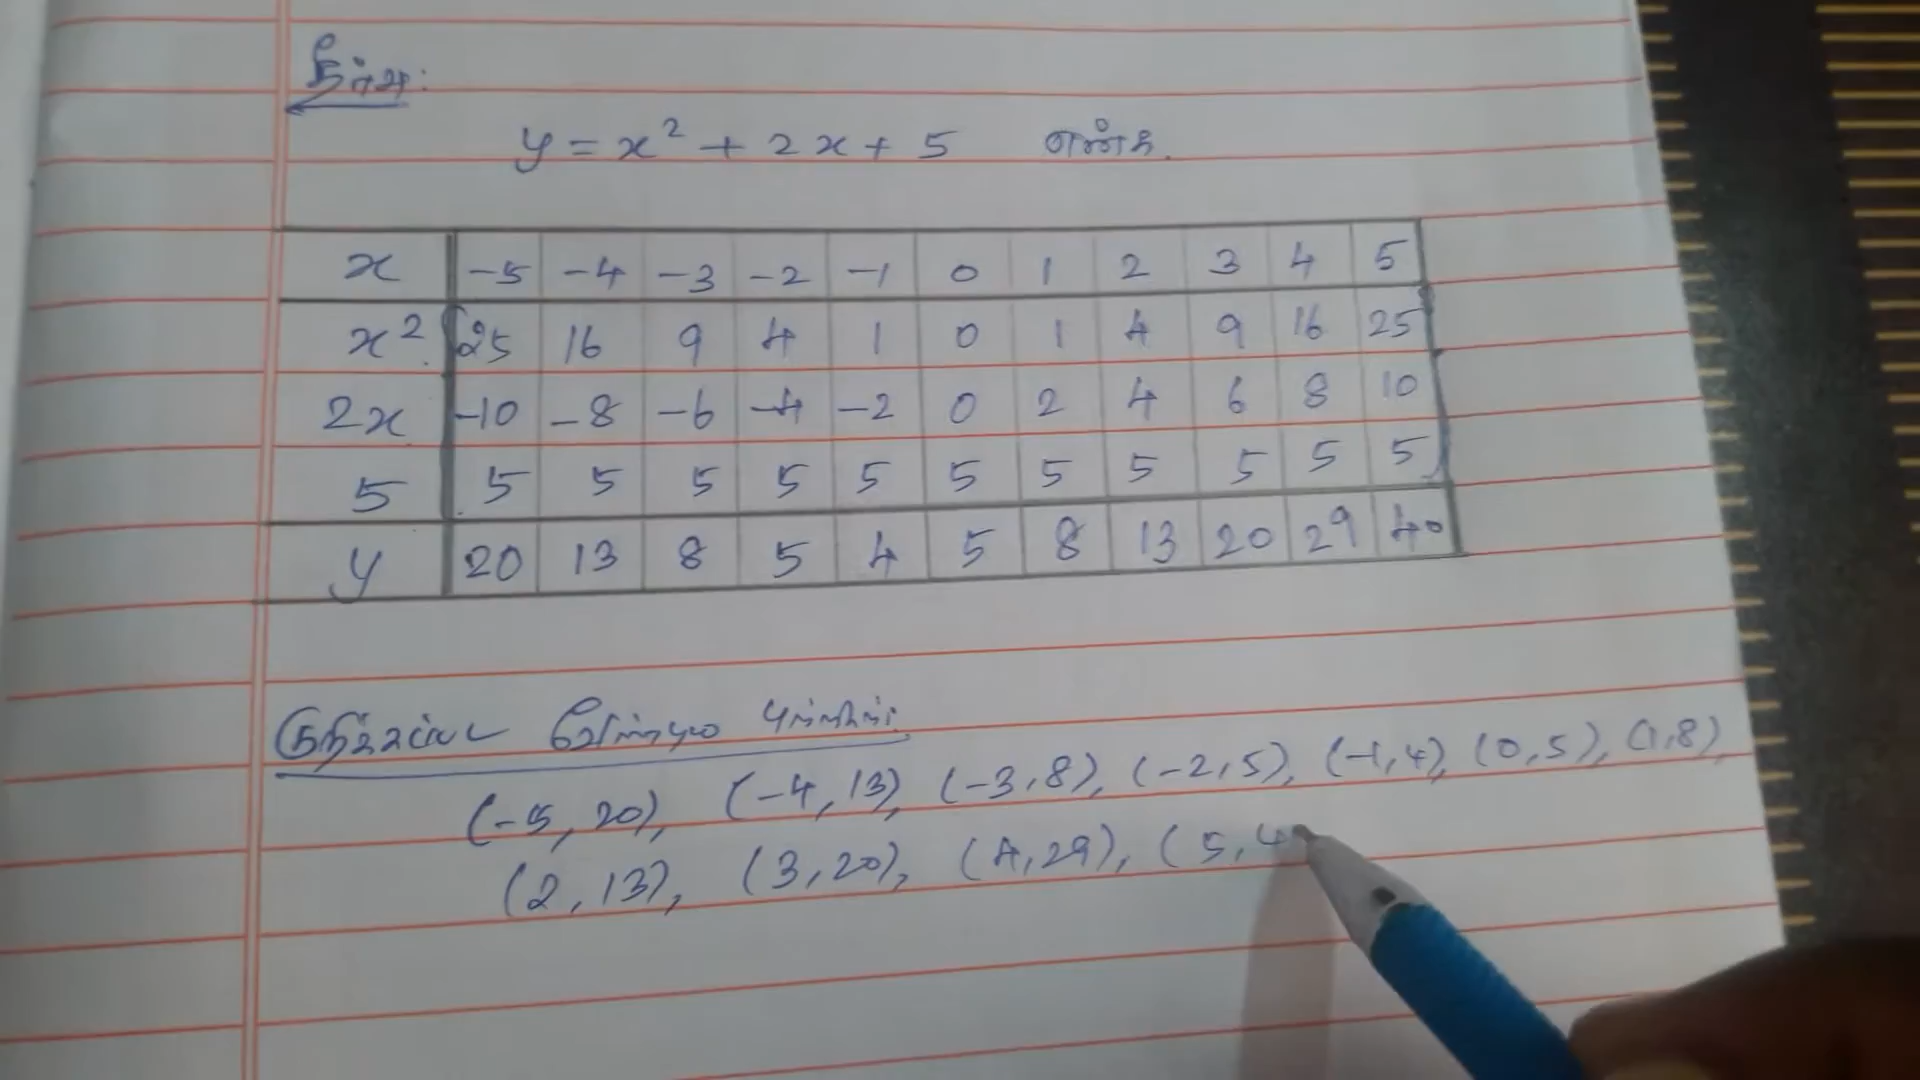 தீர்வு:
y = x² + 2x + 5 என்க.
x -5 -4 -3 -2 -1 0 1 2 3 4 5
x² 25 16 9 4 1 0 1 4 9 16 25
2x -10 -8 -6 -4 -2 0 2 4 6 8 10
5 5 5 5 5 5 5 5 5 5 5 5
y 20 13 8 5 4 5 8 13 20 29 40
குறிக்கப்பட வேண்டிய புள்ளிகள்:
(-5, 20), (-4, 13), (-3, 8), (-2, 5), (-1, 4), (0, 5), (1, 8),
(2, 13), (3, 20), (4, 29), (5, 4